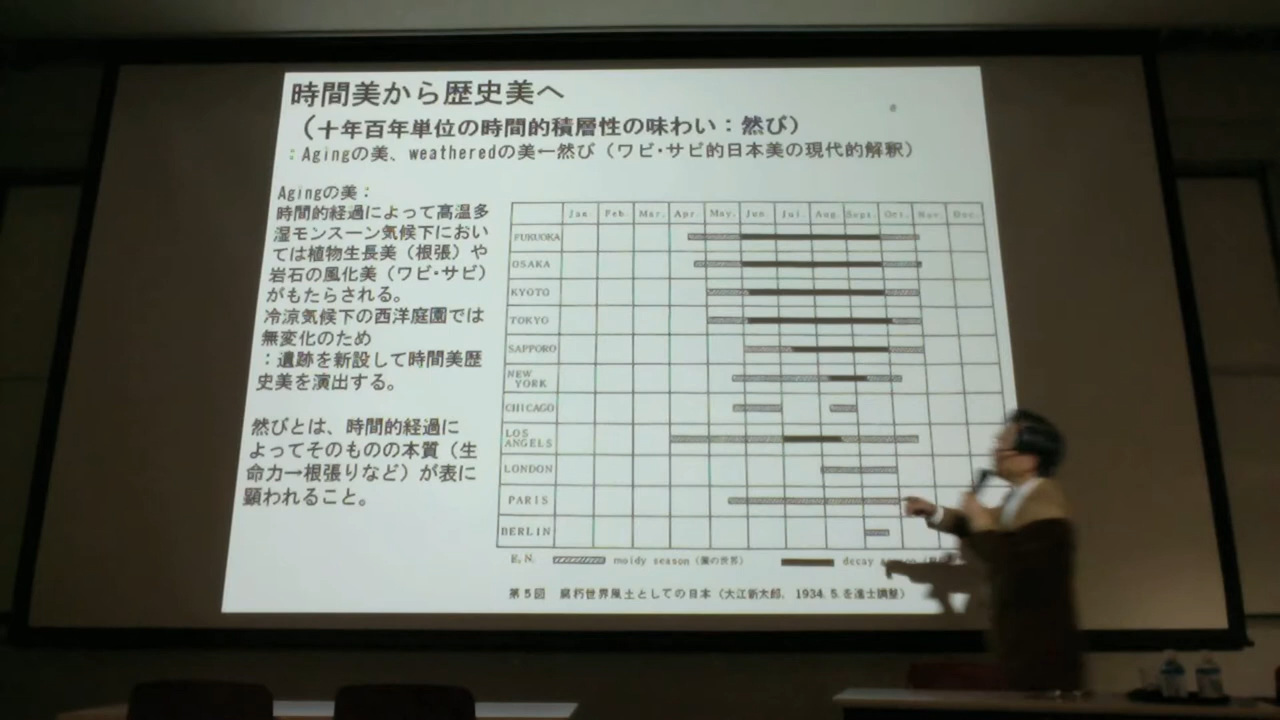 時間美から歴史美へ
（十年百年単位の時間的積層性の味わい：然び）
：Agingの美、weatheredの美←然び（ワビ・サビ的日本美の現代的解釈）
Agingの美：
時間的経過によって高温多
湿モンスーン気候下におい
ては植物生長美（根張）や
岩石の風化美（ワビ・サビ）
がもたらされる。
冷涼気候下の西洋庭園では
無変化のため
：遺跡を新設して時間美歴
史美を演出する。
然びとは、時間的経過に
よってそのものの本質（生
命力→根張りなど）が表に
顕われること。
Jan Feb. Mar. Apr. May. Jun Jul. Aug. Sept. Oct. Nov. Dec.
FUKUOKA
OSAKA
KYOTO
TOKYO
SAPPORO
NEW
YORK
CHICAGO
LOS
ANGELS
LONDON
PARIS
BERLIN
E.N. moidy season（黴の世界） decay
第5図 腐朽世界風土としての日本（大江新太郎, 1934.5.を進士調整）